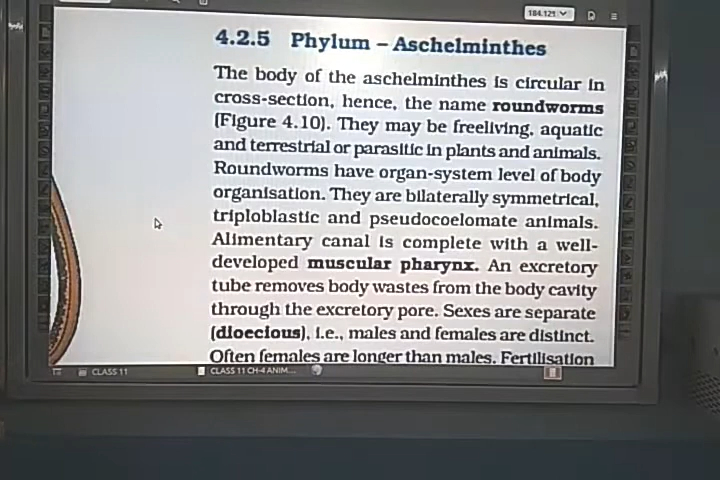 184.12%
4.2.5 Phylum – Aschelminthes
The body of the aschelminthes is circular in
cross-section, hence, the name roundworms
(Figure 4.10). They may be freeliving, aquatic
and terrestrial or parasitic in plants and animals.
Roundworms have organ-system level of body
organisation. They are bilaterally symmetrical,
triploblastic and pseudocoelomate animals.
Alimentary canal is complete with a well-
developed muscular pharynx. An excretory
tube removes body wastes from the body cavity
through the excretory pore. Sexes are separate
(dioecious), i.e., males and females are distinct.
Often females are longer than males. Fertilisation
CLASS 11
CLASS 11 CH-4 ANIM...